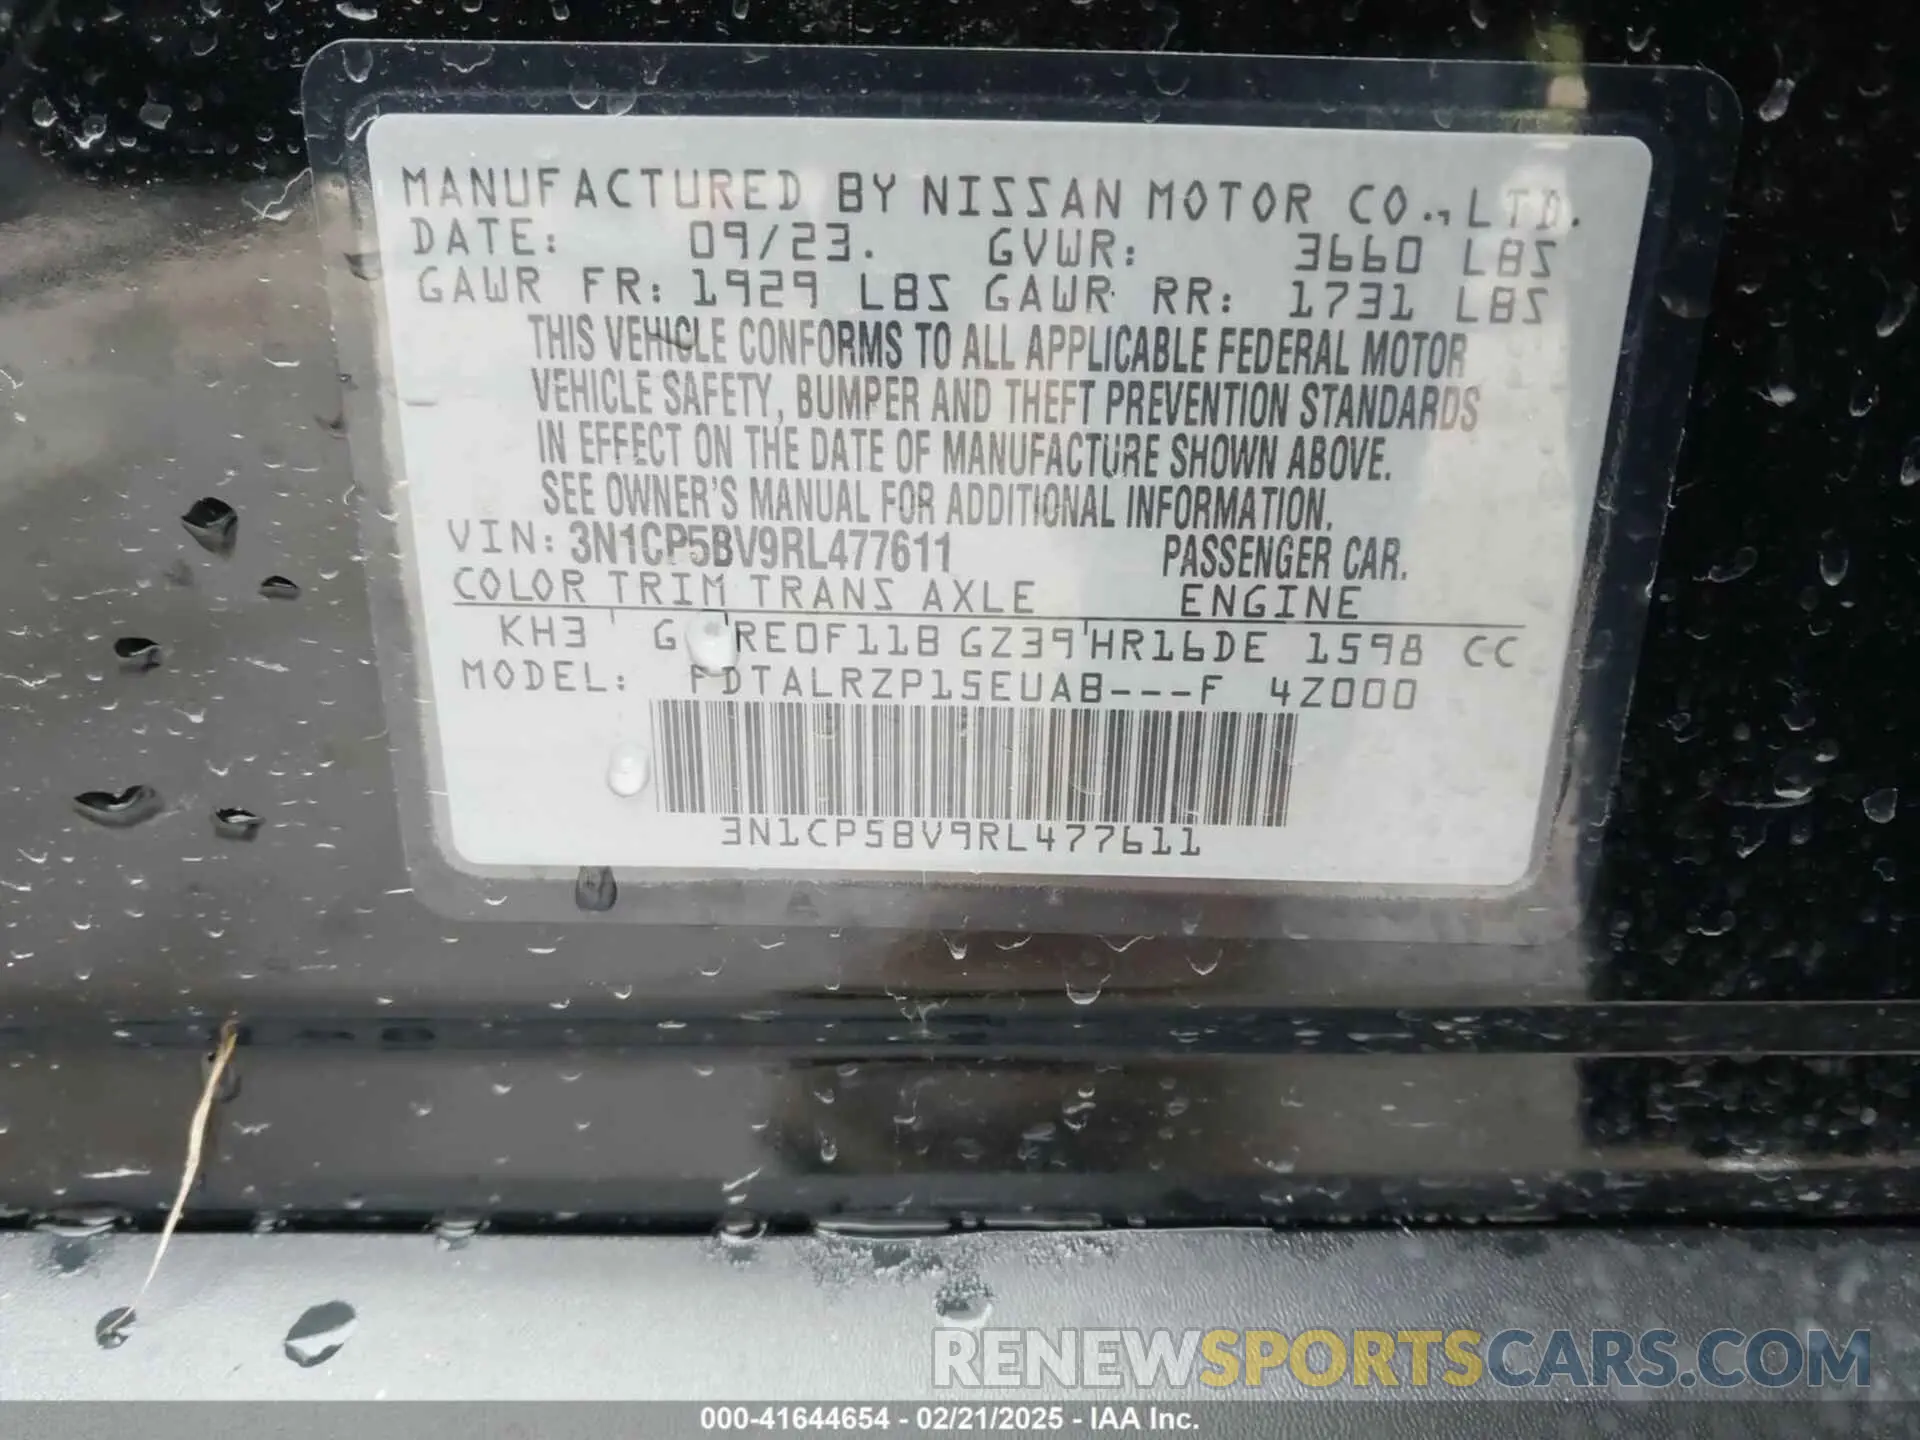 MANUFACTURED BY NISSAN MOTOR CO., LTD.
DATE: 09/23. GVWR: 3660 LBS
GAWR FR: 1929 LBS GAWR RR: 1731 LBS
THIS VEHICLE CONFORMS TO ALL APPLICABLE FEDERAL MOTOR
VEHICLE SAFETY, BUMPER AND THEFT PREVENTION STANDARDS
IN EFFECT ON THE DATE OF MANUFACTURE SHOWN ABOVE.
SEE OWNER'S MANUAL FOR ADDITIONAL INFORMATION.
VIN: 3N1CP5BV9RL477611 PASSENGER CAR.
COLOR TRIM TRANS AXLE ENGINE
KH3 RE0F11B GZ39 HR16DE 1598 CC
MODEL: FDTALRZP15EUAB---F 4Z000
3N1CP5BV9RL477611
RENEWSPORTSCARS.COM
000-41644654 - 02/21/2025 - IAA Inc.